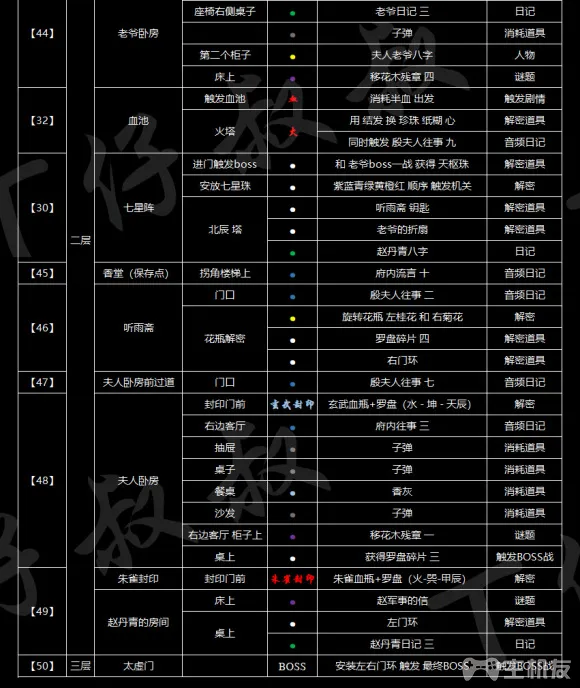 【44】 老爷卧房 座椅右侧桌子 老爷日记 三 日记
子弹 消耗道具
第二个柜子 夫人老爷八字 人物
床上 移花木残章 四 谜题
【32】 血池 触发血池 血 消耗半血 出发 触发剧情
火塔 火 用 结发 换 珍珠 纸糊 心 解密道具
同时触发 殷夫人往事 九 音频日记
【30】 二层 七星阵 进门触发boss 和 老爷boss一战 获得 天枢珠 解密道具
安放七星珠 紫蓝青绿黄橙红 顺序 触发机关 解密
北辰 塔 听雨斋 钥匙 解密道具
老爷的折扇 解密道具
赵丹青八字 日记
【45】 香堂（保存点） 拐角楼梯上 府内流言 十 音频日记
【46】 听雨斋 门口 殷夫人往事 二 音频日记
花瓶解密 旋转花瓶 左桂花 和 右菊花 解密
罗盘碎片 四 解密道具
右门环 解密道具
【47】 夫人卧房前过道 门口 殷夫人往事 七 音频日记
【48】 夫人卧房 封印门前 玄武封印 玄武血瓶+罗盘（水 - 坤 - 天辰） 解密
右边客厅 府内往事 三 音频日记
抽屉 子弹 消耗道具
桌子 子弹 消耗道具
餐桌 香灰 消耗道具
沙发 子弹 消耗道具
右边客厅 柜子上 移花木残章 一 谜题
桌上 获得罗盘碎片 三 触发BOSS战
【49】 朱雀封印 封印门前 朱雀封印 朱雀血瓶+罗盘（火-巽-甲辰） 解密
赵丹青的房间 床上 赵军事的信 谜题
桌上 左门环 解密道具
赵丹青日记 三 日记
【50】 三层 太虚门 BOSS 安装左右门环 触发 最终BOSS 触发BOSS战